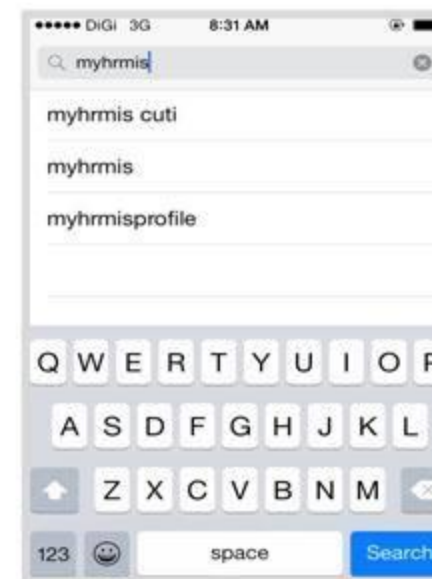 DiGi 3G 8:31 AM
myhrmis
myhrmis cuti
myhrmis
myhrmisprofile
Q W E R T Y U I O P
A S D F G H J K L
Z X C V B N M
123 space Search